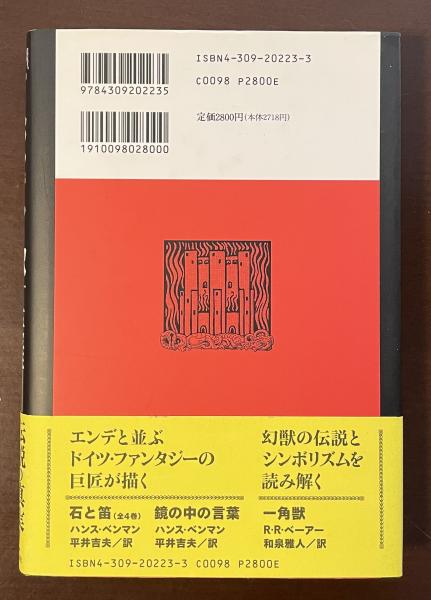 ISBN4-309-20223-3
C0098 P2800E
9784309202235
定価2800円(本体2718円)
1910098028000
エンデと並ぶ
ドイツ・ファンタジーの
巨匠が描く
石と笛(全4巻)
ハンス・ベンマン
平井吉夫/訳
鏡の中の言葉
ハンス・ベンマン
平井吉夫/訳
幻獣の伝説と
シンボリズムを
読み解く
一角獣
R・R・ベーアー
和泉雅人/訳
ISBN4-309-20223-3 C0098 P2800E